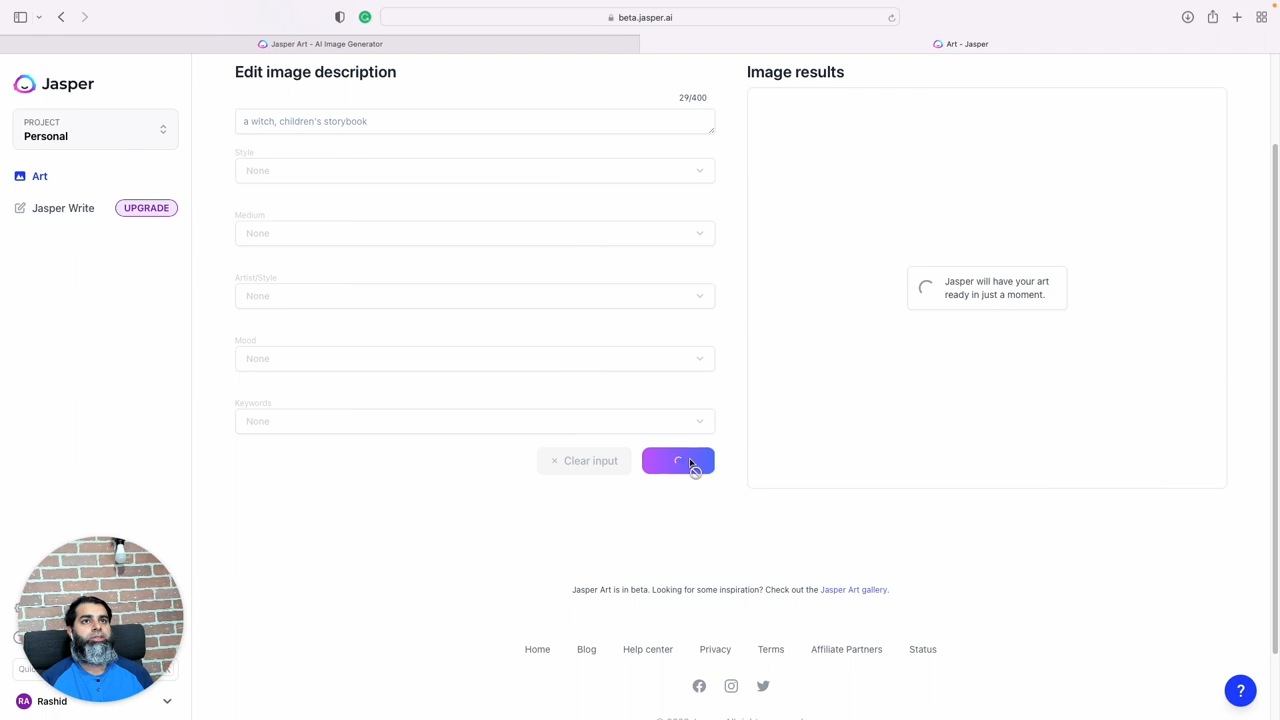 beta.jasper.ai
Jasper Art - AI Image Generator
Art - Jasper
Jasper
PROJECT
Personal
Art
Jasper Write
UPGRADE
Edit image description
29/400
a witch, children's storybook
Style
None
Medium
None
Artist/Style
None
Mood
None
Keywords
None
Clear input
Image results
Jasper will have your art
ready in just a moment.
Jasper Art is in beta. Looking for some inspiration? Check out the Jasper Art gallery.
Home
Blog
Help center
Privacy
Terms
Affiliate Partners
Status
RA
Rashid
?